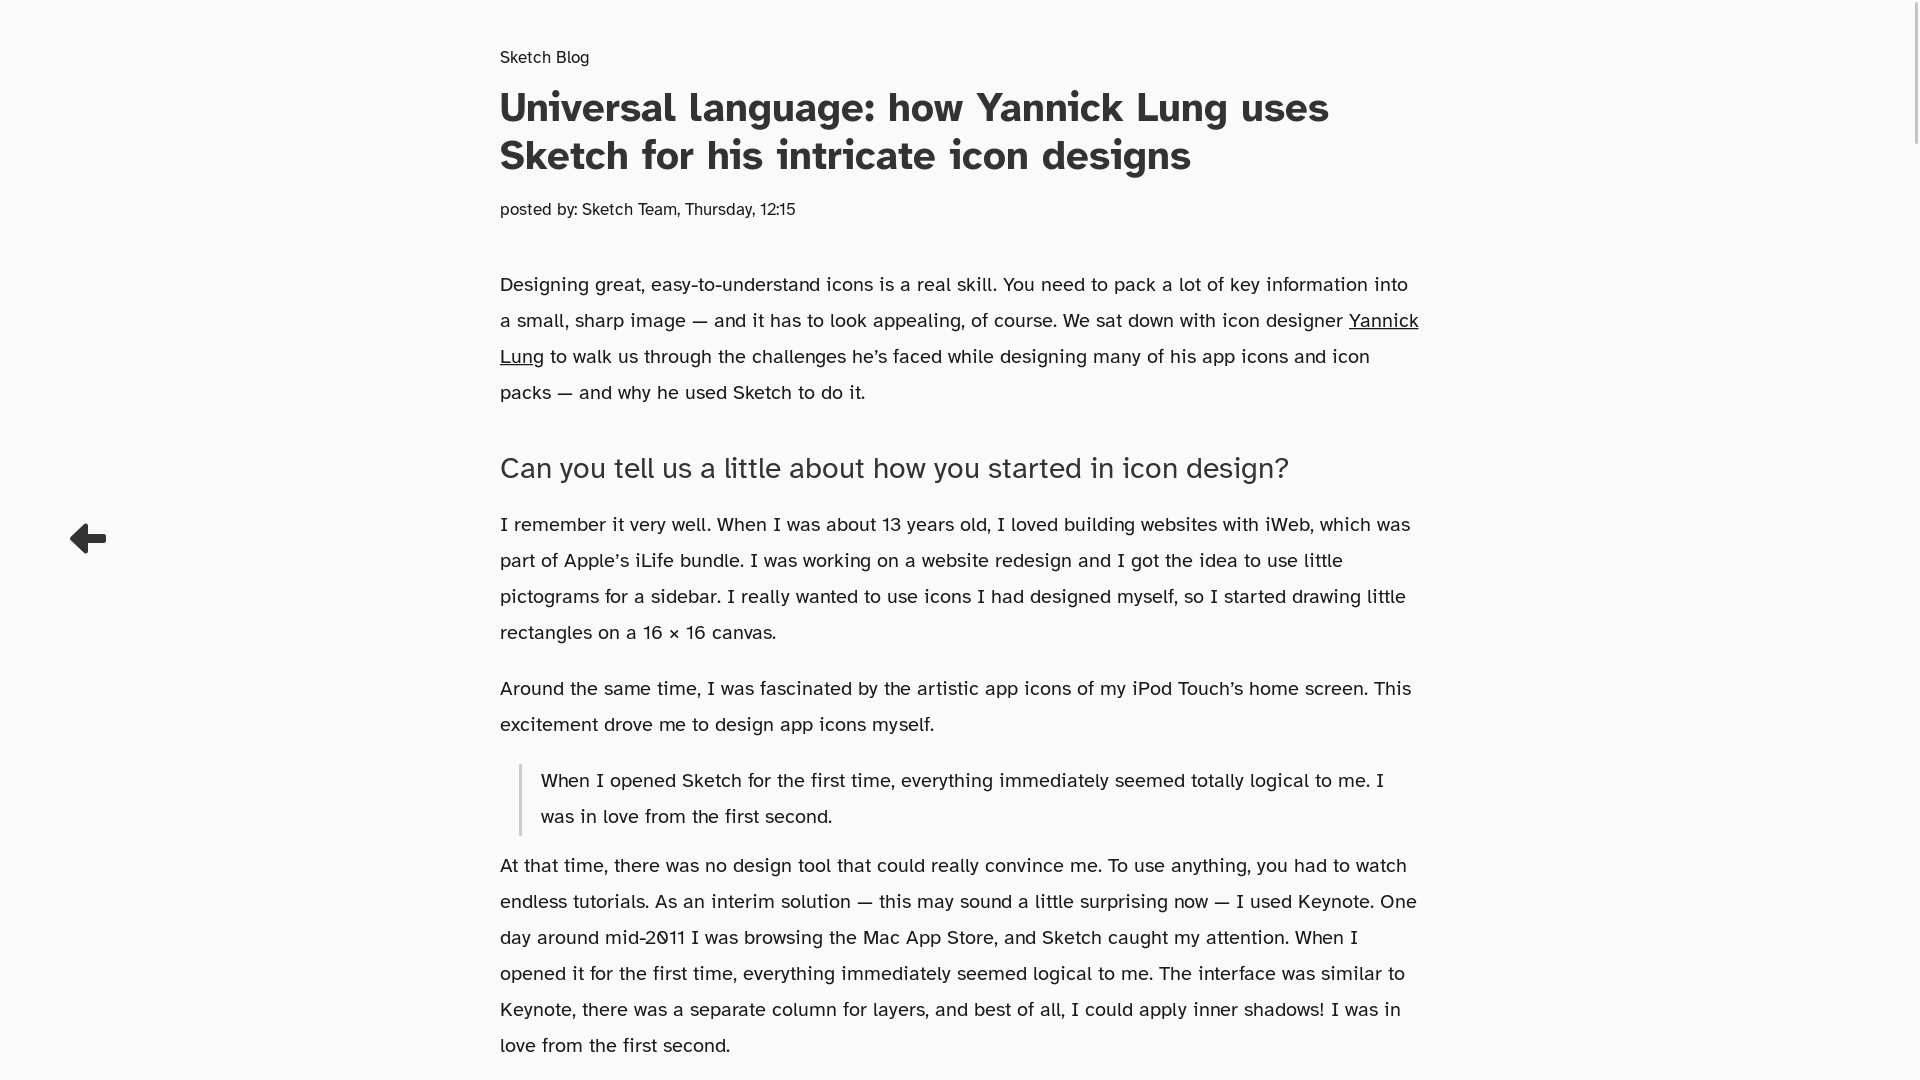 Sketch Blog
Universal language: how Yannick Lung uses
Sketch for his intricate icon designs
posted by: Sketch Team, Thursday, 12:15
Designing great, easy-to-understand icons is a real skill. You need to pack a lot of key information into
a small, sharp image — and it has to look appealing, of course. We sat down with icon designer Yannick
Lung to walk us through the challenges he’s faced while designing many of his app icons and icon
packs — and why he used Sketch to do it.
Can you tell us a little about how you started in icon design?
I remember it very well. When I was about 13 years old, I loved building websites with iWeb, which was
part of Apple’s iLife bundle. I was working on a website redesign and I got the idea to use little
pictograms for a sidebar. I really wanted to use icons I had designed myself, so I started drawing little
rectangles on a 16 × 16 canvas.
Around the same time, I was fascinated by the artistic app icons of my iPod Touch’s home screen. This
excitement drove me to design app icons myself.
When I opened Sketch for the first time, everything immediately seemed totally logical to me. I
was in love from the first second.
At that time, there was no design tool that could really convince me. To use anything, you had to watch
endless tutorials. As an interim solution — this may sound a little surprising now — I used Keynote. One
day around mid-2011 I was browsing the Mac App Store, and Sketch caught my attention. When I
opened it for the first time, everything immediately seemed logical to me. The interface was similar to
Keynote, there was a separate column for layers, and best of all, I could apply inner shadows! I was in
love from the first second.